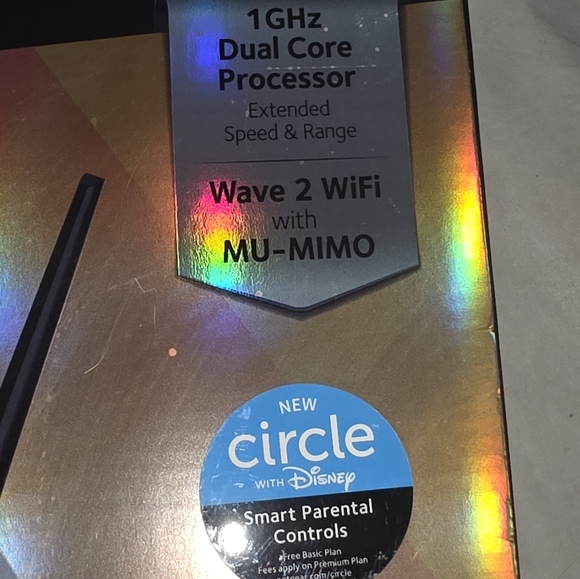 1GHz
Dual Core
Processor
Extended
Speed & Range
Wave 2 WiFi
with
MU-MIMO
NEW
circle™
WITH Disney
Smart Parental
Controls
Free Basic Plan
Fees apply on Premium Plan